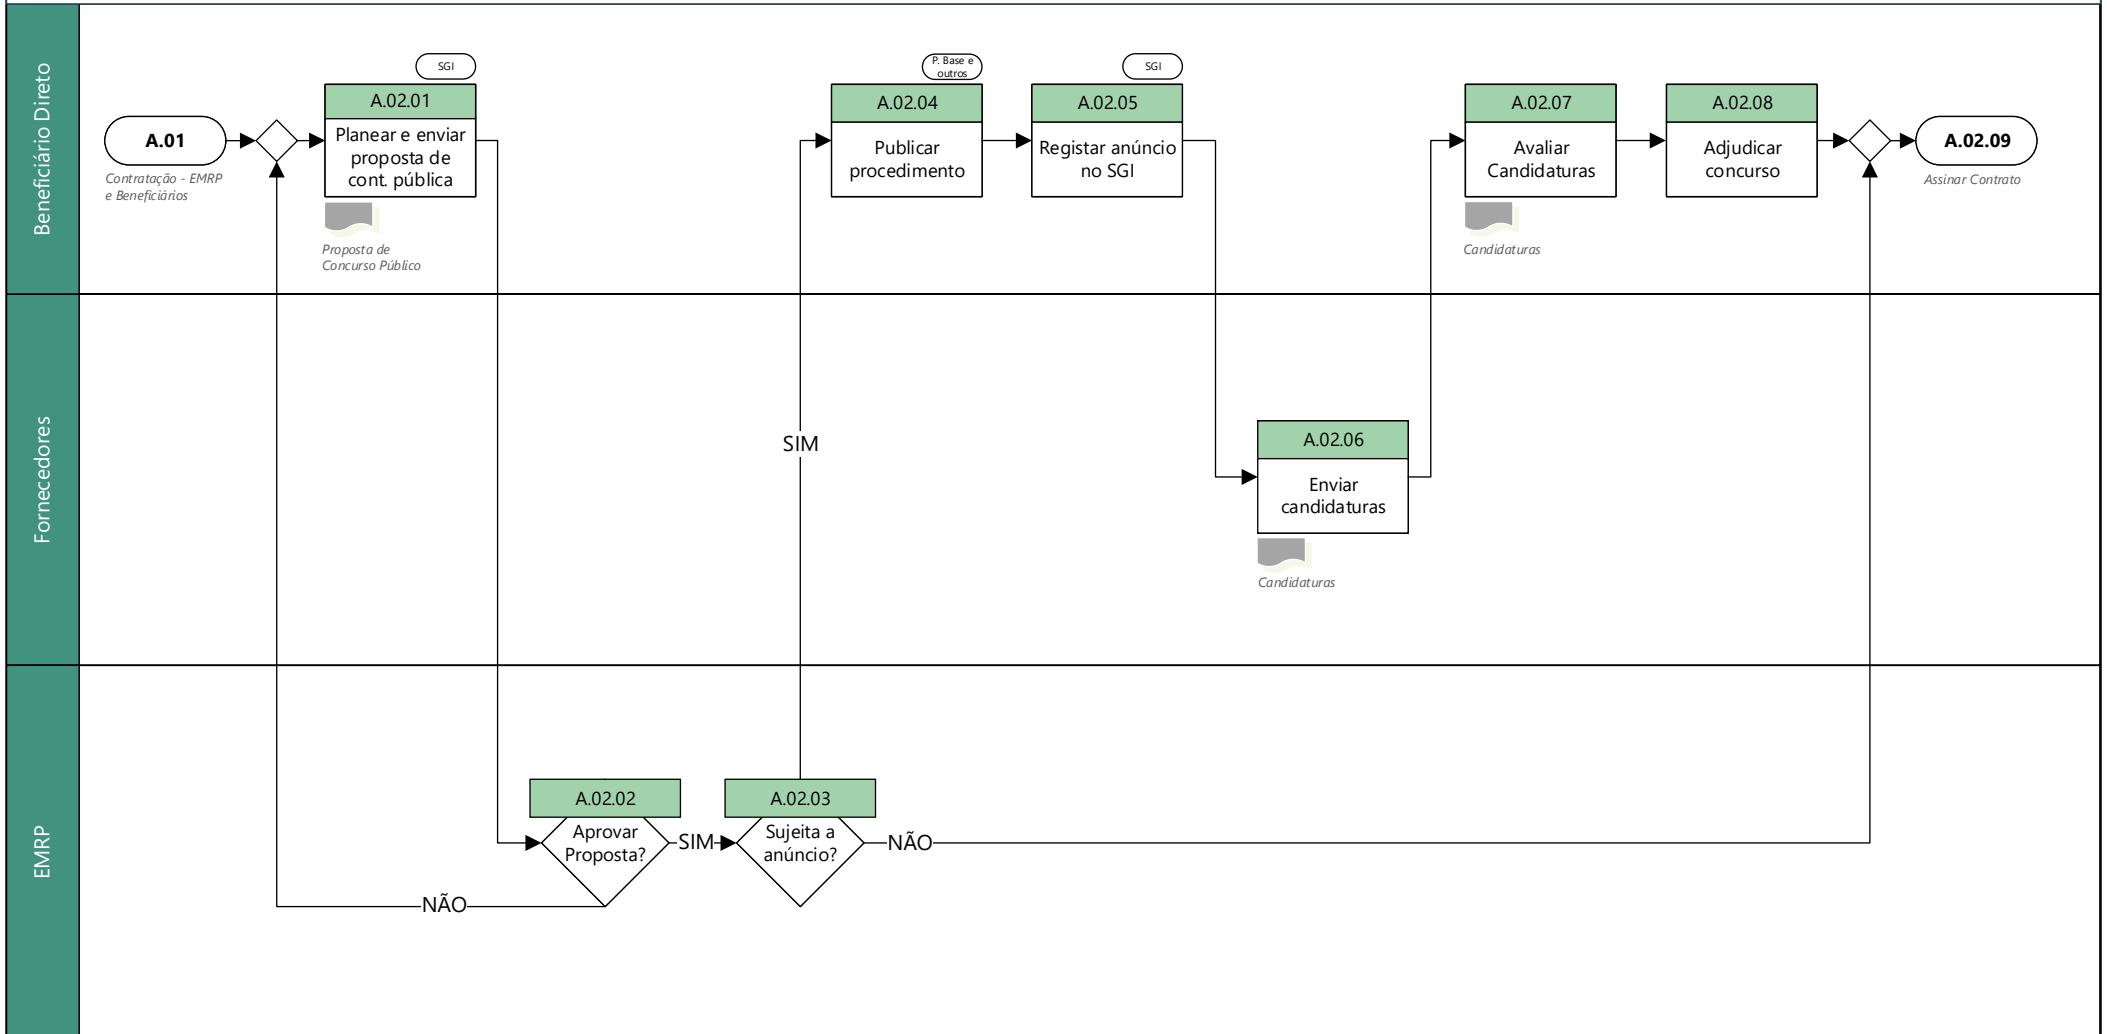 Beneficiário Direto
A.01
Contratação - EMRP
e Beneficiários
SGI
A.02.01
Planear e enviar
proposta de
cont. pública
Proposta de
Concurso Público
P. Base e
outros
A.02.04
Publicar
procedimento
SGI
A.02.05
Registar anúncio
no SGI
A.02.07
Avaliar
Candidaturas
Candidaturas
A.02.08
Adjudicar
concurso
A.02.09
Assinar Contrato
Fornecedores
SIM
A.02.06
Enviar
candidaturas
Candidaturas
EMRP
A.02.02
Aprovar
Proposta?
SIM
A.02.03
Sujeita a
anúncio?
NÃO
NÃO